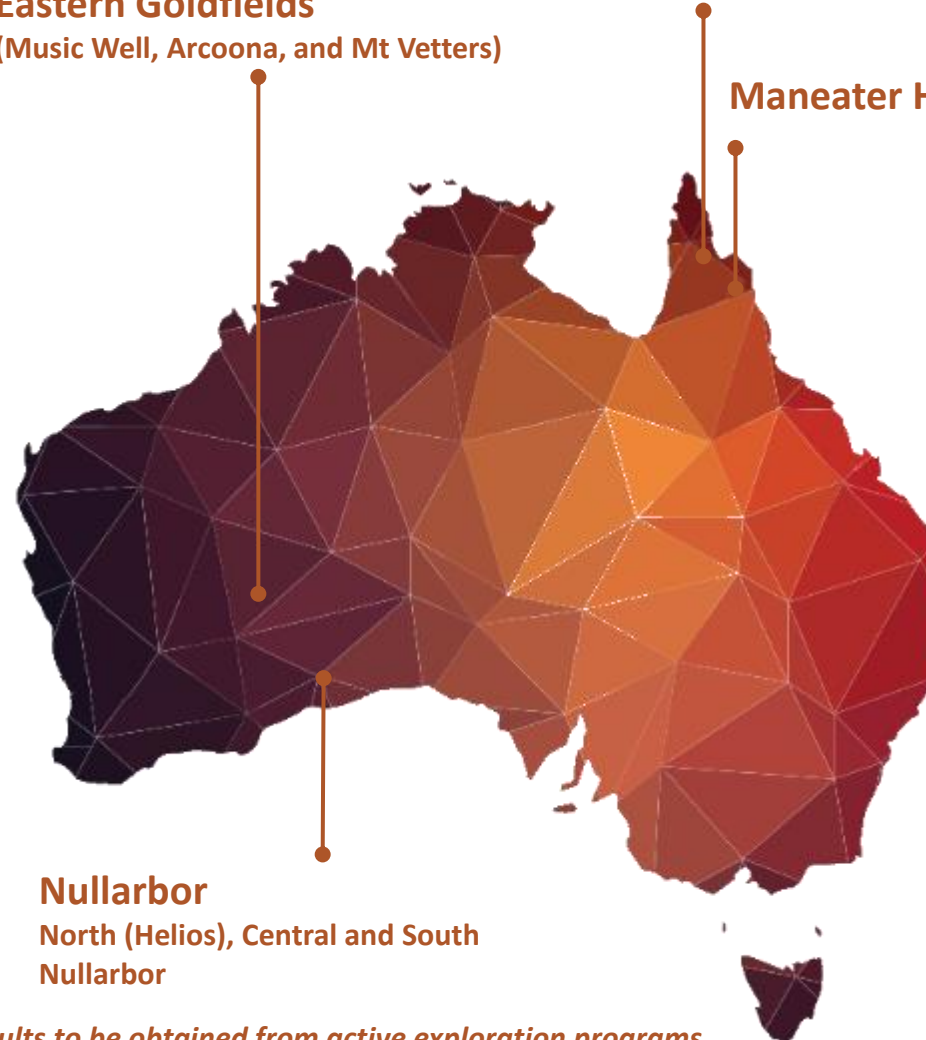 Eastern Goldfields
(Music Well, Arcoona, and Mt Vetters)
Maneater H
Nullarbor
North (Helios), Central and South
Nullarbor
ults to be obtained from active exploration programs